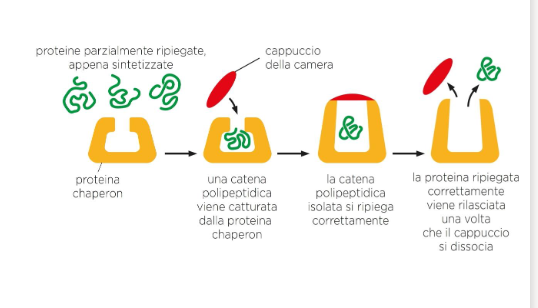 proteine parzialmente ripiegate,
appena sintetizzate
cappuccio
della camera
proteina
chaperon
una catena
polipeptidica
viene catturata
dalla proteina
chaperon
la catena
polipeptidica
isolata si ripiega
correttamente
la proteina ripiegata
correttamente
viene rilasciata
una volta
che il cappuccio
si dissocia